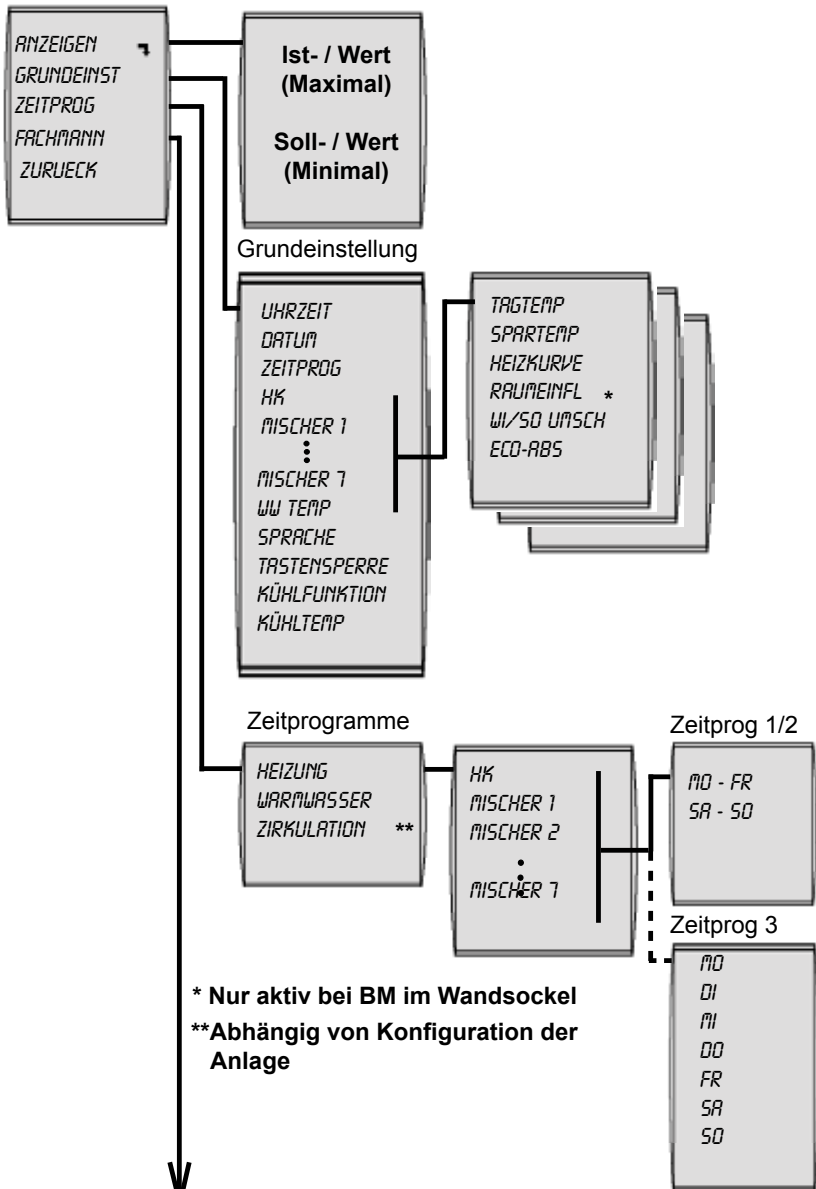 ANZEIGEN
GRUNDEINST
ZEITPROG
FACHMANN
ZURUECK
Ist- / Wert
(Maximal)
Soll- / Wert
(Minimal)
Grundeinstellung
UHRZEIT
DATUM
ZEITPROG
HK
MISCHER 1
MISCHER 7
WW TEMP
SPRACHE
TASTENSPERRE
KÜHLFUNKTION
KÜHLTEMP
TAGTEMP
SPARTEMP
HEIZKURVE
RAUMEINFL *
WI/SO UMSCH
ECO-ABS
Zeitprogramme
HEIZUNG
WARMWASSER
ZIRKULATION **
HK
MISCHER 1
MISCHER 2
MISCHER 7
Zeitprog 1/2
MO - FR
SA - SO
Zeitprog 3
MO
DI
MI
DO
FR
SA
SO
* Nur aktiv bei BM im Wandsockel
**Abhängig von Konfiguration der
Anlage